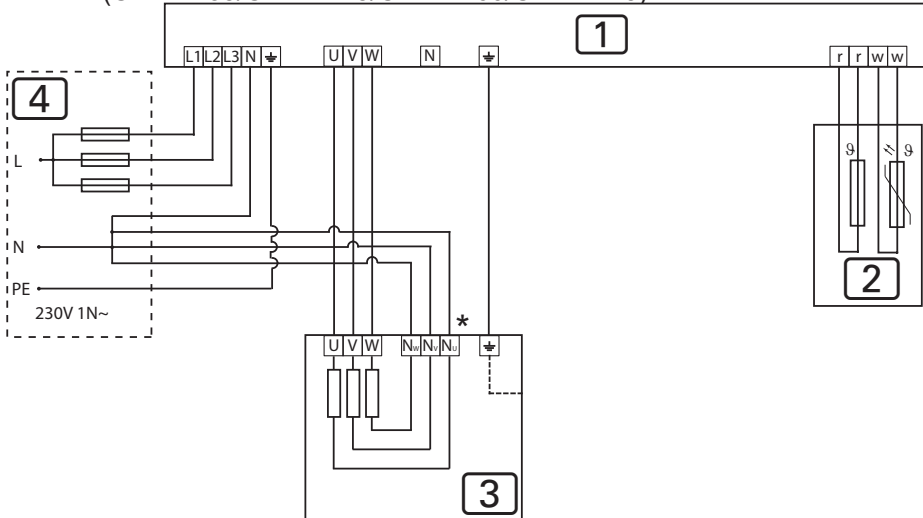 1
L1 L2 L3 N ⏚ U V W N ⏚ r r w w
4
L
ϑ ϑ
N
2
PE
230V 1N~
*
U V W Nw Nv Nu ⏚
3